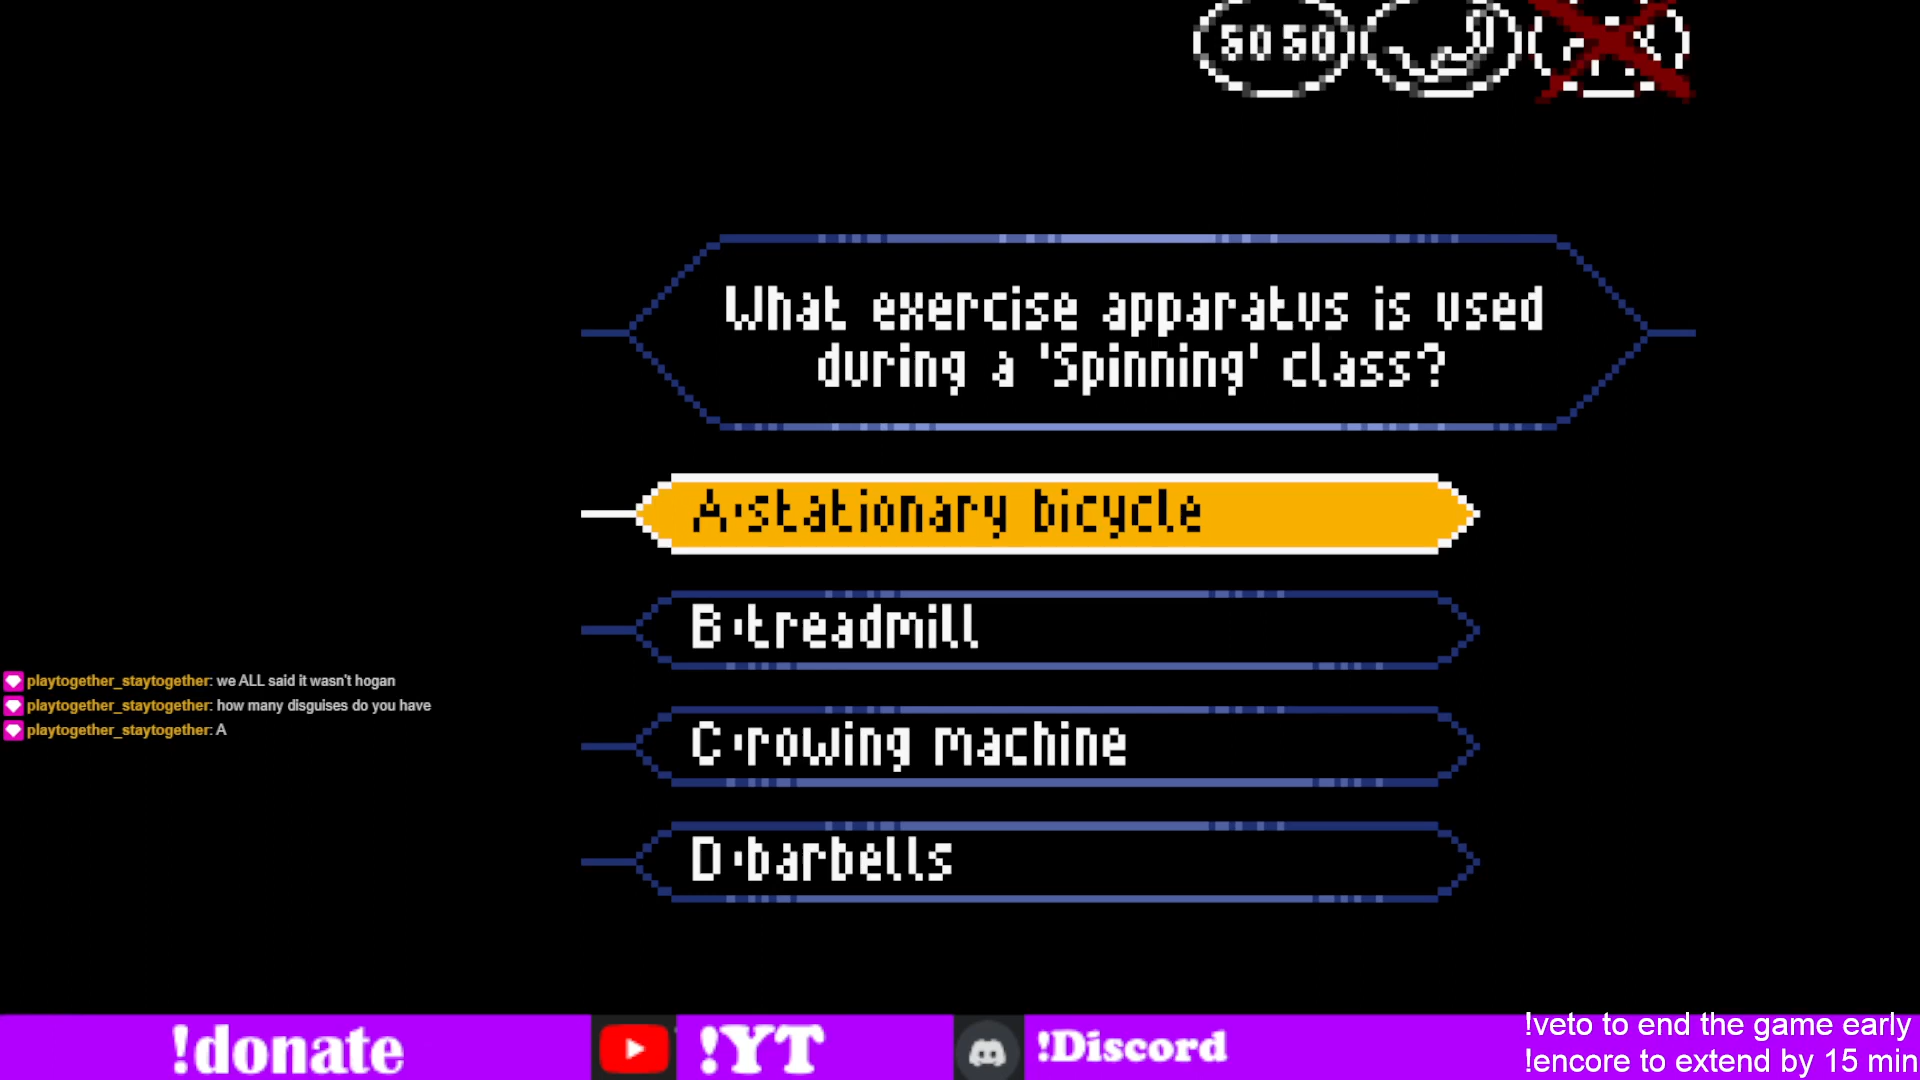 50 50
What exercise apparatus is used
during a 'Spinning' class?
A·stationary bicycle
B·treadmill
C·rowing machine
D·barbells
playtogether_staytogether: we ALL said it wasn't hogan
playtogether_staytogether: how many disguises do you have
playtogether_staytogether: A
!donate
!YT
!Discord
!veto to end the game early
!encore to extend by 15 min